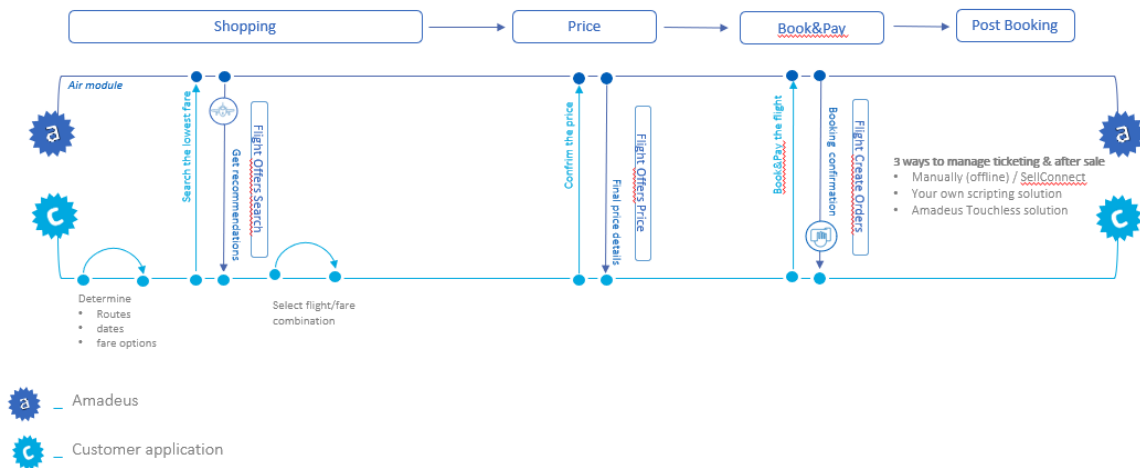 Shopping
Price
Book&Pay
Post Booking
Air module
a
a
Search the lowest fare
Get recommendations
Flight Offers Search
Confirm the price
Final price details
Flight Offers Price
Book&Pay the flight
Booking confirmation
Flight Create Orders
3 ways to manage ticketing & after sale
• Manually (offline) / SellConnect
• Your own scripting solution
• Amadeus Touchless solution
c
c
Determine
• Routes
• dates
• fare options
Select flight/fare
combination
a _ Amadeus
c _ Customer application